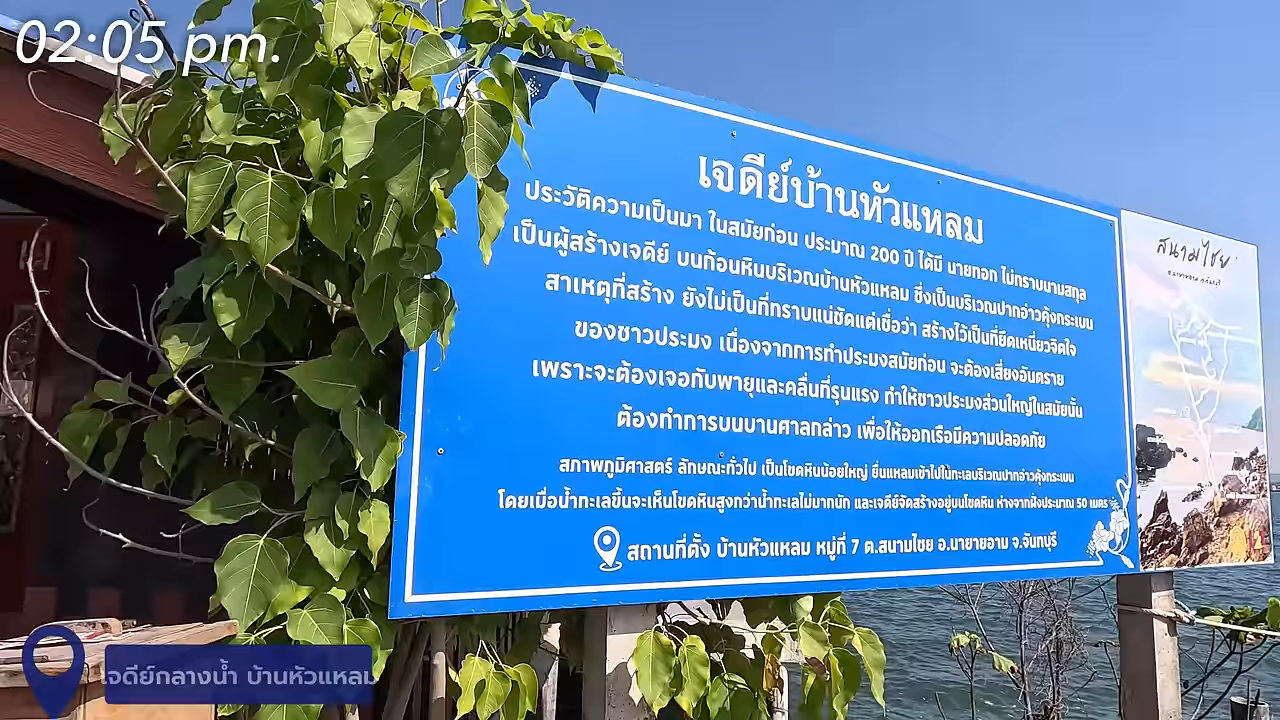 02:05 pm.
เจดีย์บ้านหัวแหลม
ประวัติความเป็นมา ในสมัยก่อน ประมาณ 200 ปี ได้มี นายทอก ไม่ทราบนามสกุล
เป็นผู้สร้างเจดีย์ บนก้อนหินบริเวณบ้านหัวแหลม ซึ่งเป็นบริเวณปากอ่าวคุ้งกระเบน
สาเหตุที่สร้าง ยังไม่เป็นที่ทราบแน่ชัดแต่เชื่อว่า สร้างไว้เป็นที่ยึดเหนี่ยวจิตใจ
ของชาวประมง เนื่องจากการทำประมงสมัยก่อน จะต้องเสี่ยงอันตราย
เพราะจะต้องเจอกับพายุและคลื่นที่รุนแรง ทำให้ชาวประมงส่วนใหญ่ในสมัยนั้น
ต้องทำการบนบานศาลกล่าว เพื่อให้ออกเรือมีความปลอดภัย
สภาพภูมิศาสตร์ ลักษณะทั่วไป เป็นโขดหินน้อยใหญ่ ยื่นแหลมเข้าไปในทะเลบริเวณปากอ่าวคุ้งกระเบน
โดยเมื่อน้ำทะเลขึ้นจะเห็นโขดหินสูงกว่าน้ำทะเลไม่มากนัก และเจดีย์จัดสร้างอยู่บนโขดหิน ห่างจากฝั่งประมาณ 50 เมตร
สถานที่ตั้ง บ้านหัวแหลม หมู่ที่ 7 ต.สนามไชย อ.นายายอาม จ.จันทบุรี
สนามไชย
เจดีย์กลางน้ำ บ้านหัวแหลม